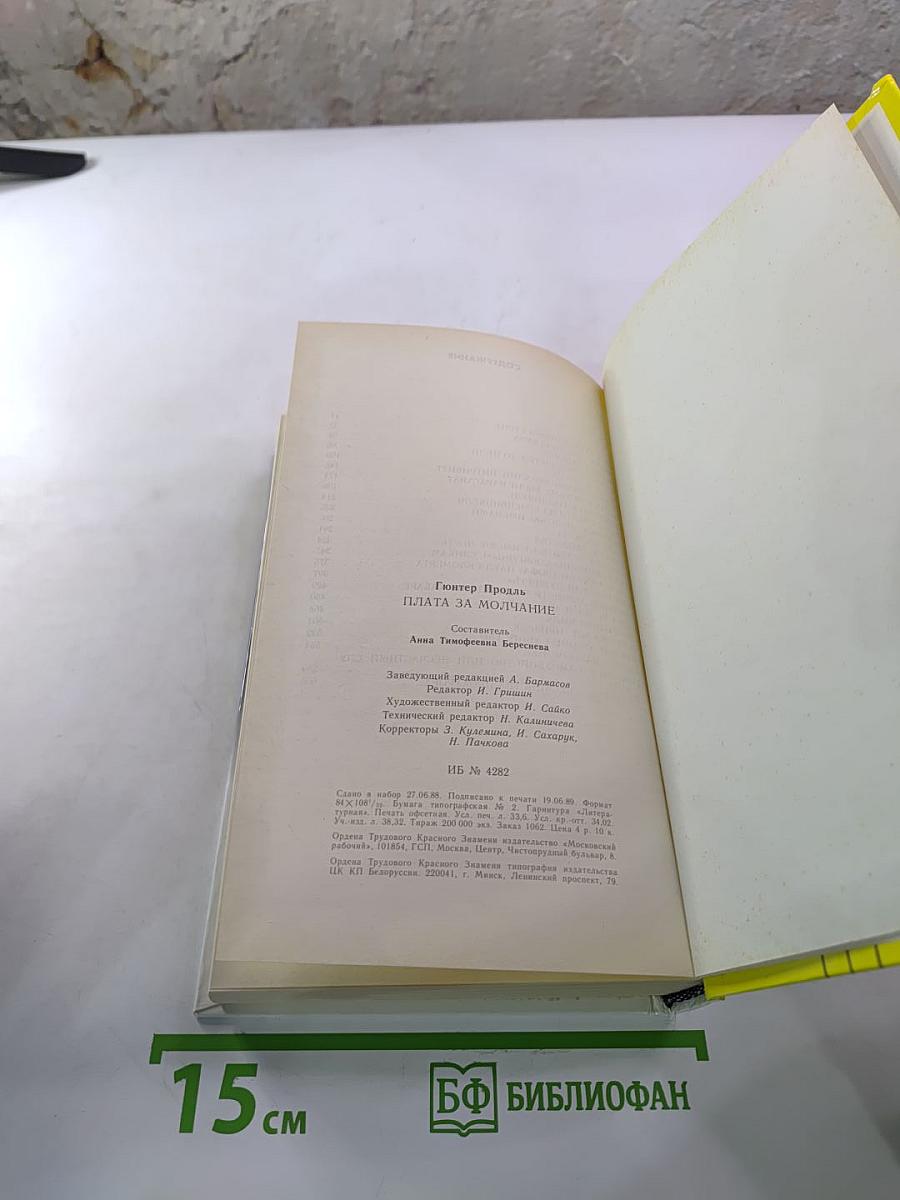 Гюнтер Продль
ПЛАТА ЗА МОЛЧАНИЕ
Составитель
Анна Тимофеевна Береснева
Заведующий редакцией А. Бармасов
Редактор И. Гришин
Художественный редактор И. Сайко
Технический редактор Н. Калиничева
Корректоры З. Кулемина, И. Сахарук,
Н. Пачкова
ИБ № 4282
Сдано в набор 27.06.88. Подписано к печати 19.06.89. Формат
84×108¹/₃₂. Бумага типографская № 2. Гарнитура «Литера-
турная». Печать офсетная. Усл. печ. л. 33,6. Усл. кр.-отт. 34,02.
Уч.-изд. л. 38,32. Тираж 200 000 экз. Заказ 1062. Цена 4 р. 10 к.
Ордена Трудового Красного Знамени издательство «Московский
рабочий», 101854, ГСП, Москва, Центр, Чистопрудный бульвар, 8.
Ордена Трудового Красного Знамени типография издательства
ЦК КП Белоруссии. 220041, г. Минск, Ленинский проспект, 79.
15 см
БФ БИБЛИОФАН